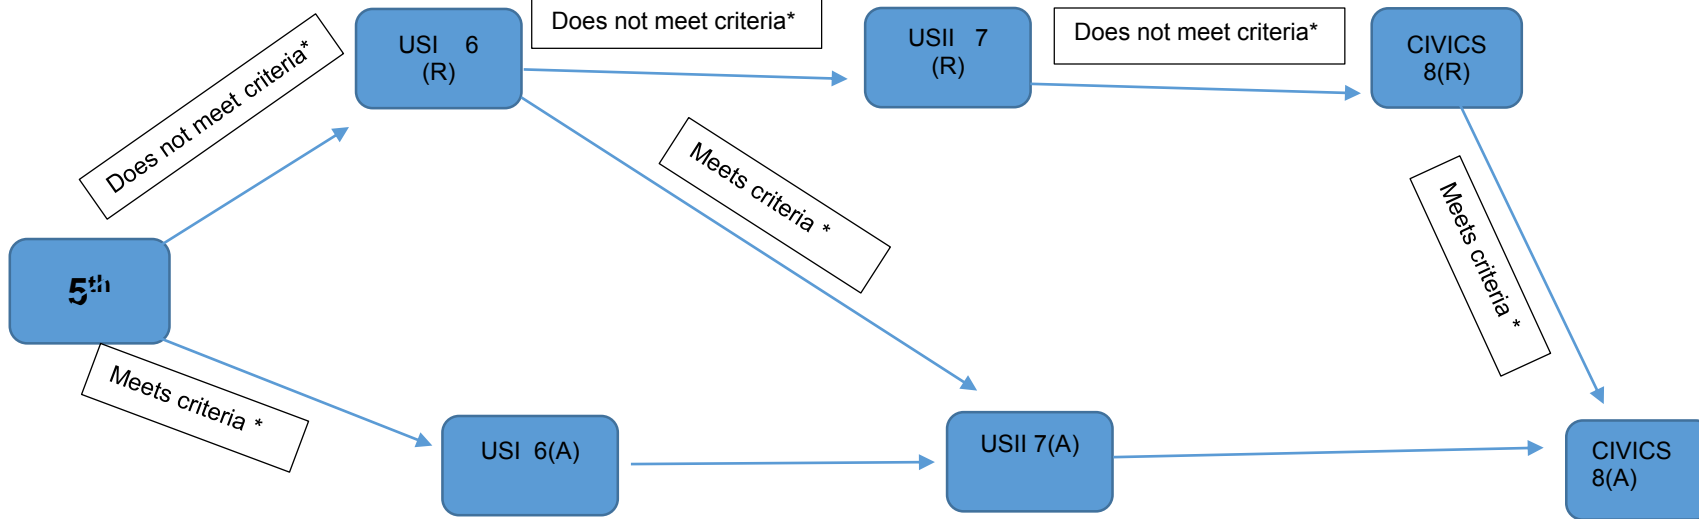 Does not meet criteria*
USI 6
(R)
Does not meet criteria*
USII 7
(R)
Does not meet criteria*
CIVICS
8(R)
Meets criteria *
Meets criteria *
5th
Meets criteria *
USI 6(A)
USII 7(A)
CIVICS
8(A)